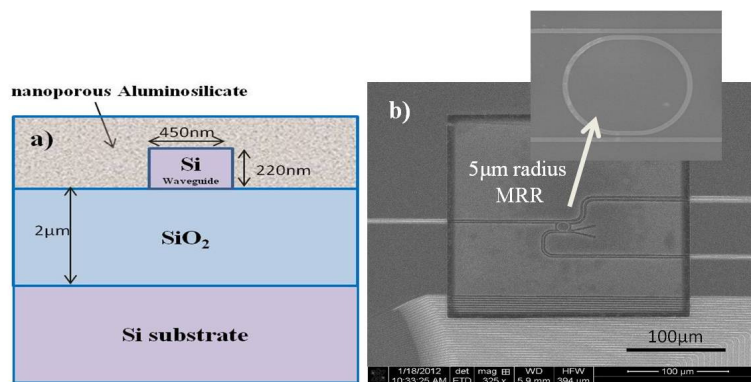 nanoporous Aluminosilicate
a)
450nm
Si
Waveguide
220nm
2μm
SiO2
Si substrate
b)
5μm radius
MRR
100μm
1/18/2012 det mag WD HFW
10:33:25 AM ETD 325 x 5.9 mm 394 μm
100 μm